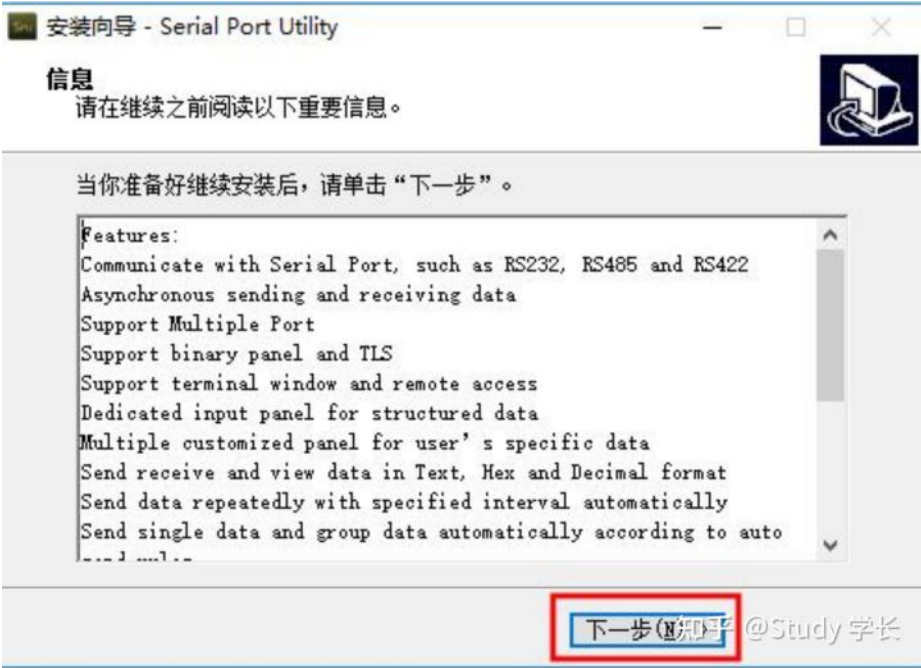 安装向导 - Serial Port Utility
信息
请在继续之前阅读以下重要信息。
当你准备好继续安装后，请单击“下一步”。
Features:
Communicate with Serial Port, such as RS232, RS485 and RS422
Asynchronous sending and receiving data
Support Multiple Port
Support binary panel and TLS
Support terminal window and remote access
Dedicated input panel for structured data
Multiple customized panel for user's specific data
Send receive and view data in Text, Hex and Decimal format
Send data repeatedly with specified interval automatically
Send single data and group data automatically according to auto
下一步(N) >
知乎 @Study 学长